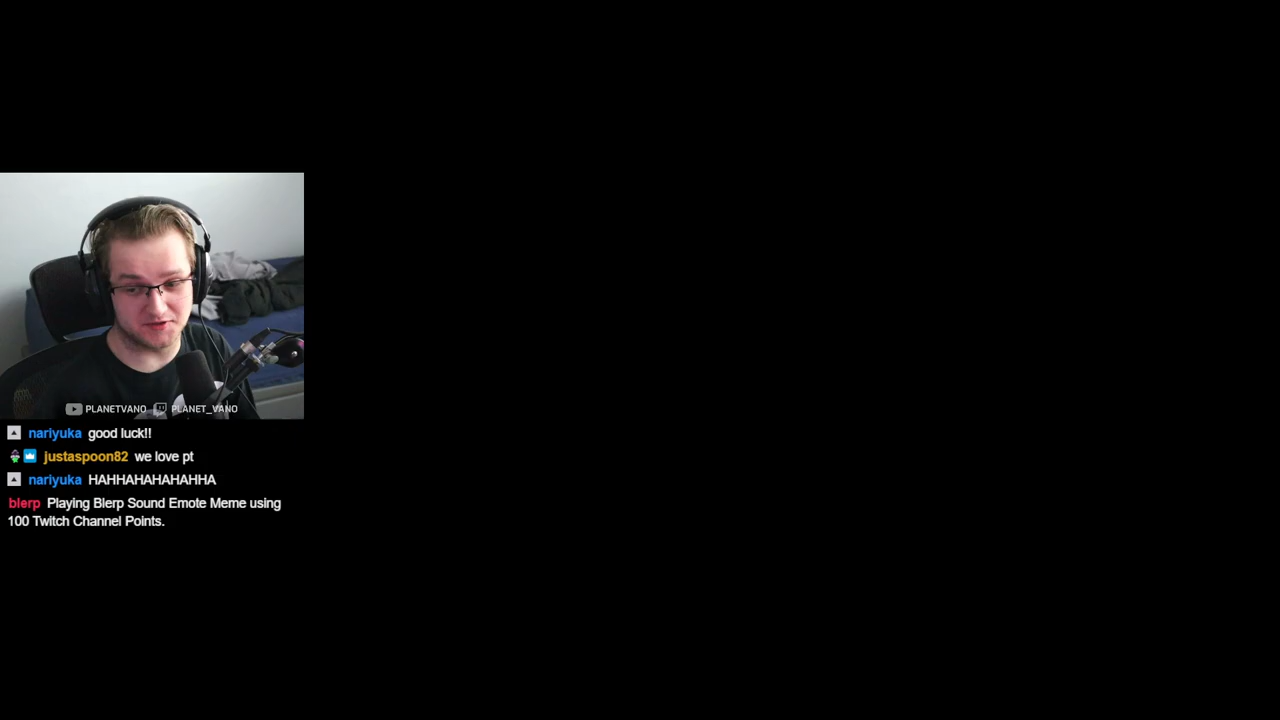 PLANETVANO PLANET_VANO
nariyuka good luck!!
justaspoon82 we love pt
nariyuka HAHHAHAHAHAHHA
blerp Playing Blerp Sound Emote Meme using
100 Twitch Channel Points.